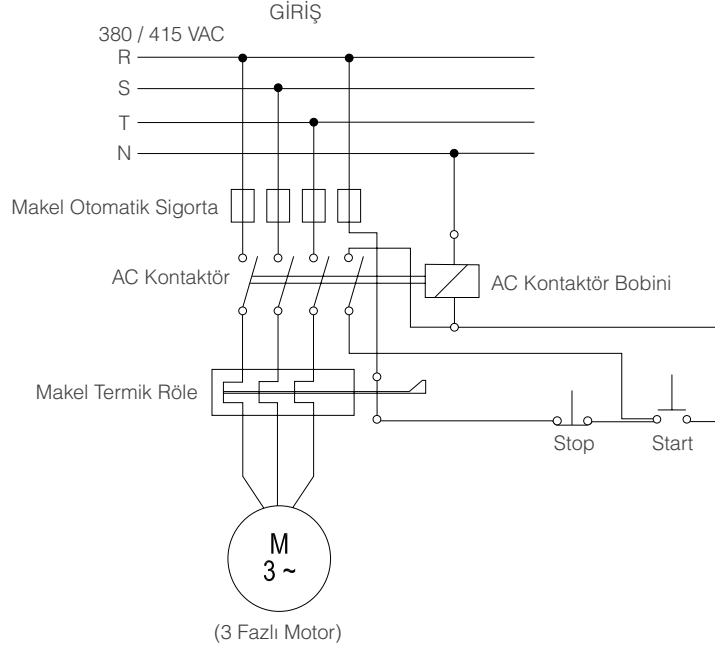 GİRİŞ
380 / 415 VAC
R
S
T
N
Makel Otomatik Sigorta
AC Kontaktör
AC Kontaktör Bobini
Makel Termik Röle
Stop
Start
M
3 ~
(3 Fazlı Motor)